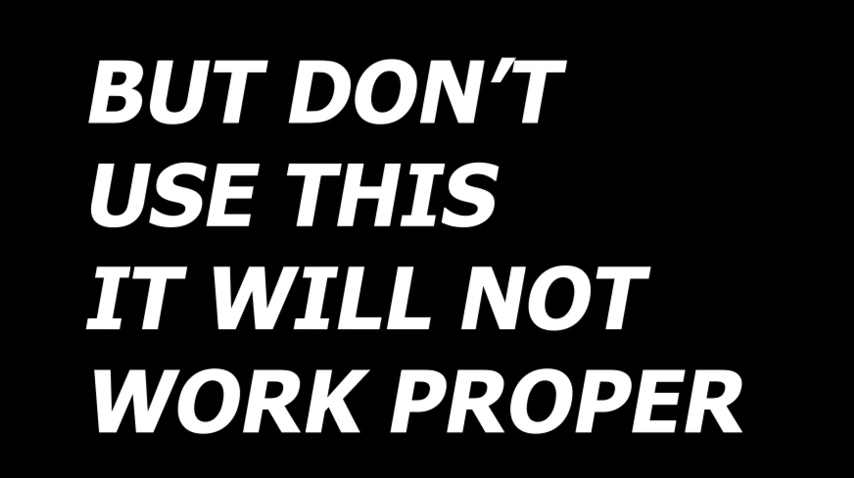 BUT DON’T
USE THIS
IT WILL NOT
WORK PROPER